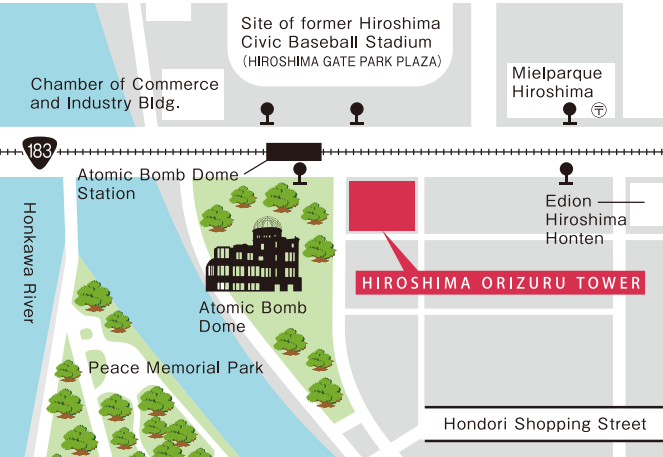 Site of former Hiroshima
Civic Baseball Stadium
(HIROSHIMA GATE PARK PLAZA)
Chamber of Commerce
and Industry Bldg.
Mielparque
Hiroshima
〒
183
Atomic Bomb Dome
Station
Honkawa River
Edion
Hiroshima
Honten
HIROSHIMA ORIZURU TOWER
Atomic Bomb
Dome
Peace Memorial Park
Hondori Shopping Street